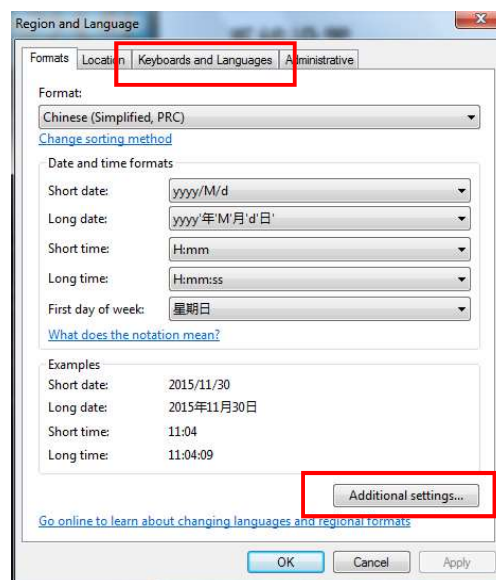 Region and Language
Formats Location Keyboards and Languages Administrative
Format:
Chinese (Simplified, PRC)
Change sorting method
Date and time formats
Short date: yyyy/M/d
Long date: yyyy'年'M'月'd'日'
Short time: H:mm
Long time: H:mm:ss
First day of week: 星期日
What does the notation mean?
Examples
Short date: 2015/11/30
Long date: 2015年11月30日
Short time: 11:04
Long time: 11:04:09
Additional settings...
Go online to learn about changing languages and regional formats
OK Cancel Apply